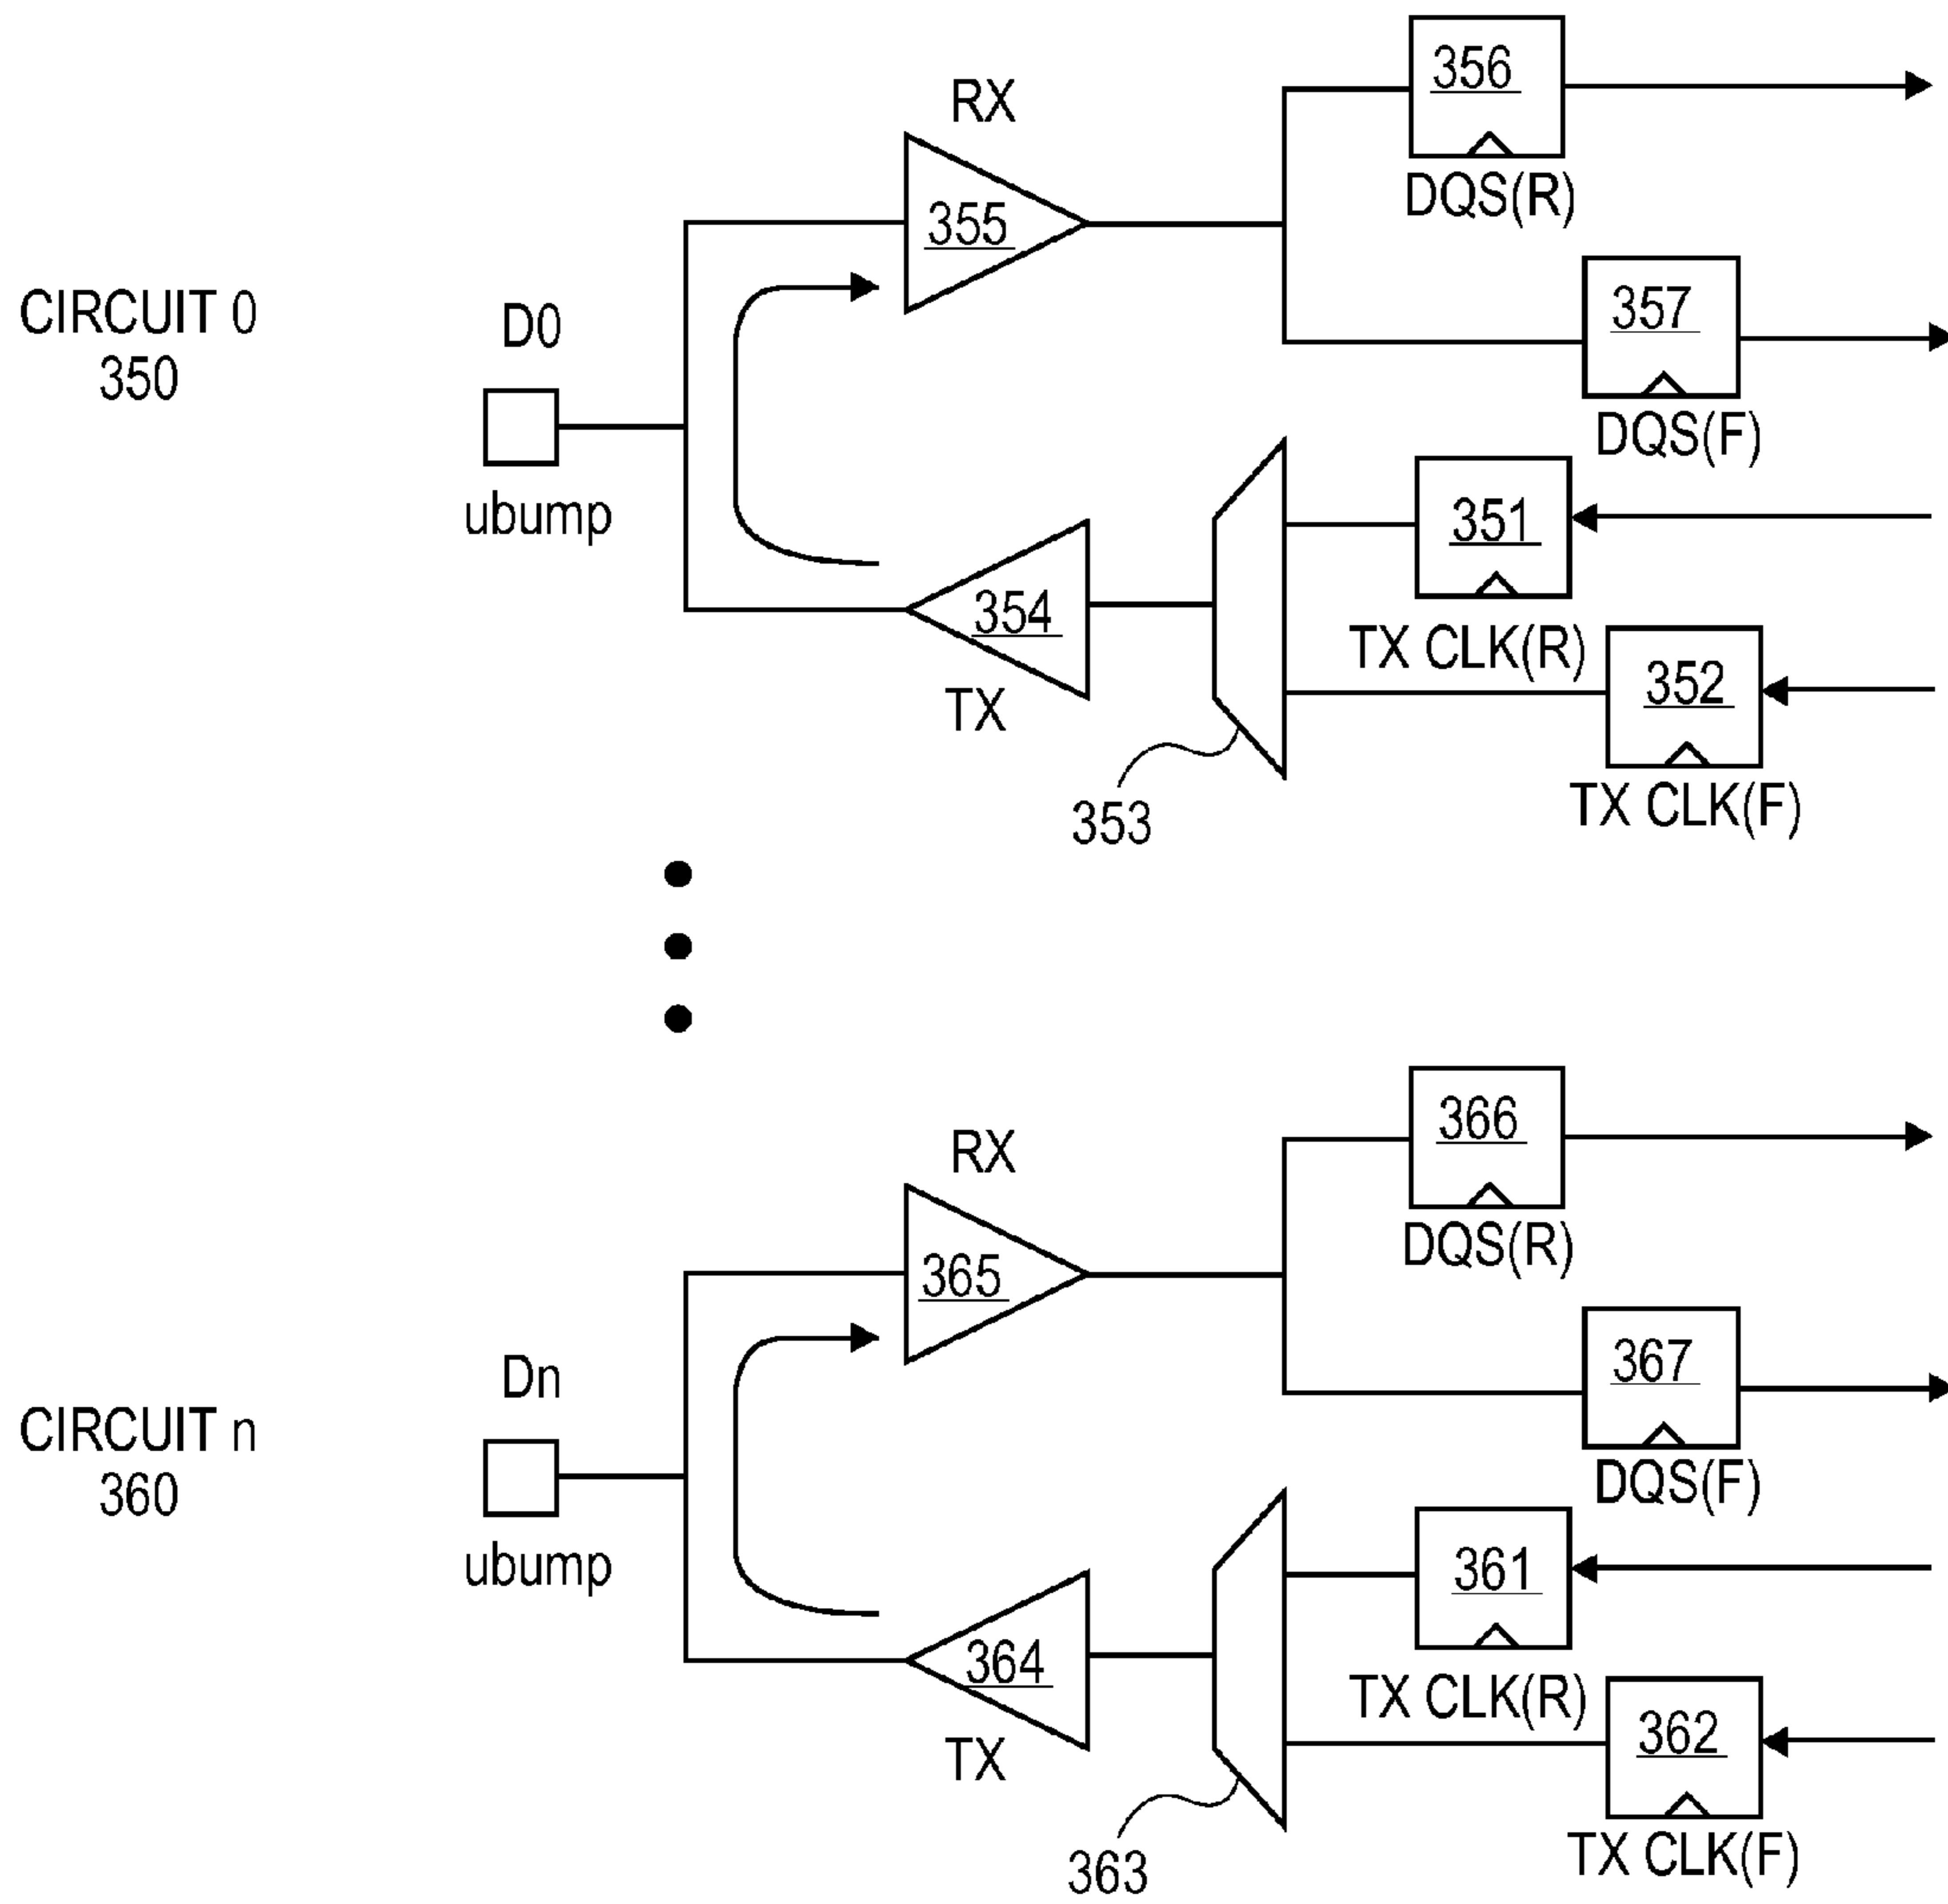 356
RX
DQS(R)
355
CIRCUIT 0
350
D0
357
DQS(F)
ubump
351
354
TX CLK(R)
352
TX
353
TX CLK(F)
366
RX
DQS(R)
365
Dn
367
CIRCUIT n
360
DQS(F)
ubump
361
364
TX CLK(R)
362
TX
363
TX CLK(F)